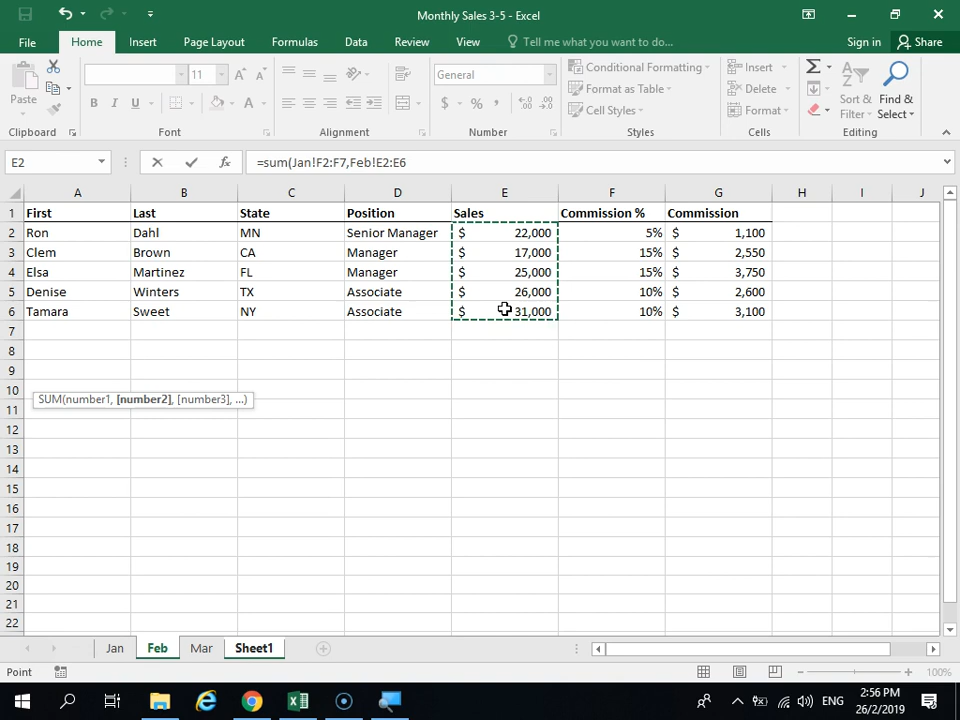 Monthly Sales 3-5 - Excel
File Home Insert Page Layout Formulas Data Review View Tell me what you want to do... Sign in Share
Paste
11
B I U
General
$ % ,
Conditional Formatting
Format as Table
Cell Styles
Insert
Delete
Format
Sort & Filter
Find & Select
Clipboard Font Alignment Number Styles Cells Editing
E2 fx =sum(Jan!F2:F7,Feb!E2:E6
A B C D E F G H I J
1 First Last State Position Sales Commission % Commission
2 Ron Dahl MN Senior Manager $ 22,000 5% $ 1,100
3 Clem Brown CA Manager $ 17,000 15% $ 2,550
4 Elsa Martinez FL Manager $ 25,000 15% $ 3,750
5 Denise Winters TX Associate $ 26,000 10% $ 2,600
6 Tamara Sweet NY Associate $ 31,000 10% $ 3,100
7
8
9
10
SUM(number1, [number2], [number3], ...)
11
12
13
14
15
16
17
18
19
20
21
22
Jan Feb Mar Sheet1
Point 100%
ENG
2:56 PM
26/2/2019